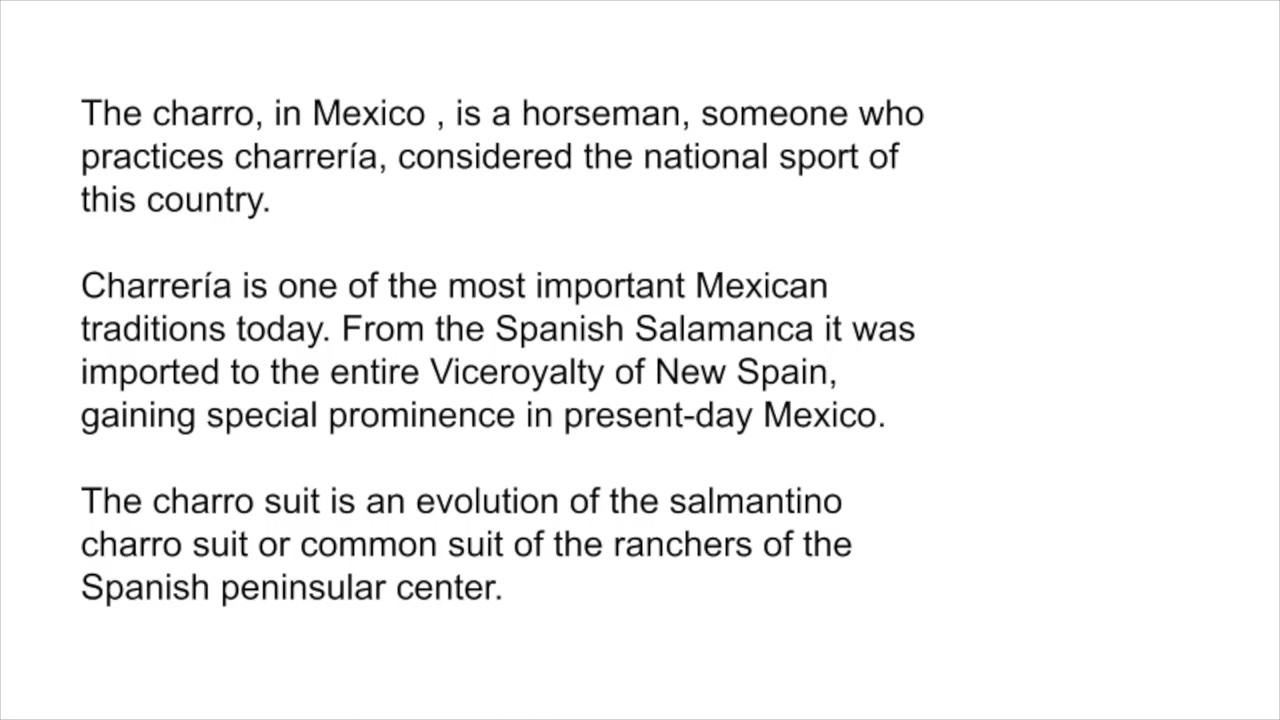 The charro, in Mexico , is a horseman, someone who
practices charrería, considered the national sport of
this country.
Charrería is one of the most important Mexican
traditions today. From the Spanish Salamanca it was
imported to the entire Viceroyalty of New Spain,
gaining special prominence in present-day Mexico.
The charro suit is an evolution of the salmantino
charro suit or common suit of the ranchers of the
Spanish peninsular center.